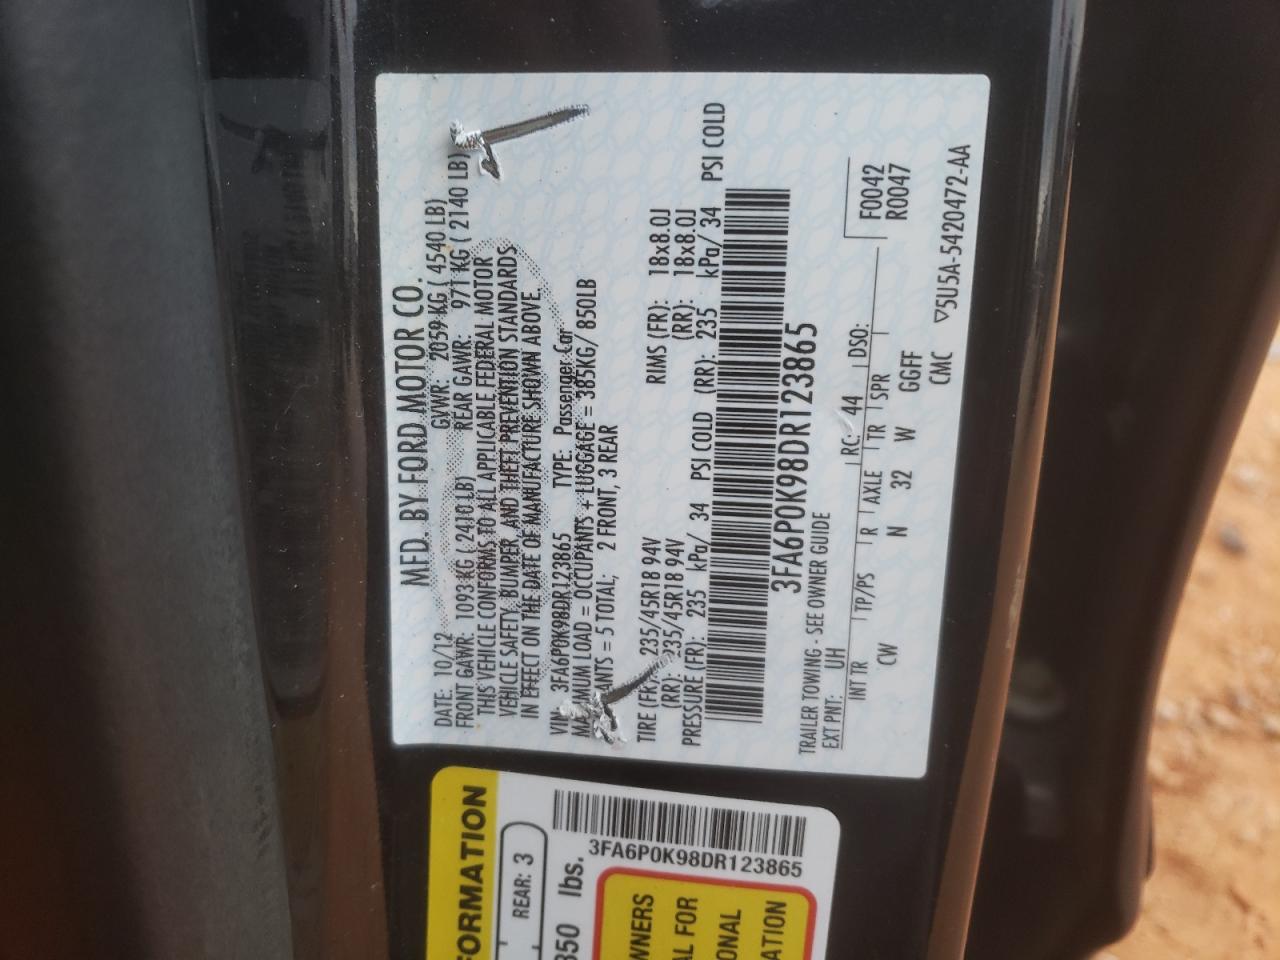 MFD. BY FORD MOTOR CO.
DATE: 10/12 GVWR: 2059 KG ( 4540 LB)
FRONT GAWR: 1093 KG ( 2410 LB) REAR GAWR: 971 KG ( 2140 LB)
THIS VEHICLE CONFORMS TO ALL APPLICABLE FEDERAL MOTOR
VEHICLE SAFETY, BUMPER, AND THEFT PREVENTION STANDARDS
IN EFFECT ON THE DATE OF MANUFACTURE SHOWN ABOVE.
VIN: 3FA6P0K98DR123865 TYPE: Passenger Car
LOAD = OCCUPANTS + LUGGAGE = 385KG/ 850LB
= 5 TOTAL; 2 FRONT, 3 REAR
TIRE (FR): 235/45R18 94V RIMS (FR): 18x8.0J
(RR): 235/45R18 94V (RR): 18x8.0J
PRESSURE (FR): 235 kPa/ 34 PSI COLD (RR): 235 kPa/ 34 PSI COLD
3FA6P0K98DR123865
TRAILER TOWING - SEE OWNER GUIDE
EXT PNT: UH RC: 44 DSO: F0042
R0047
INT TR TP/PS R AXLE TR SPR
CW N 32 W GGFF
CMC ▽5U5A-5420472-AA
FORMATION
REAR: 3
850 lbs.
3FA6P0K98DR123865
WNERS
AL FOR
ONAL
ATION